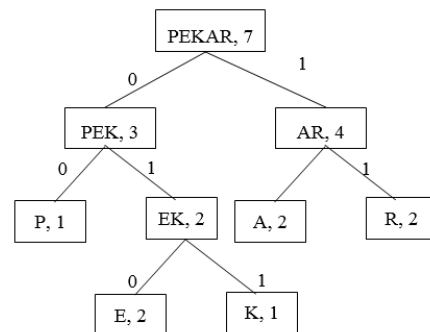 PEKAR, 7
0 1
PEK, 3 AR, 4
0 1 1
P, 1 EK, 2 A, 2 R, 2
0 1
E, 2 K, 1